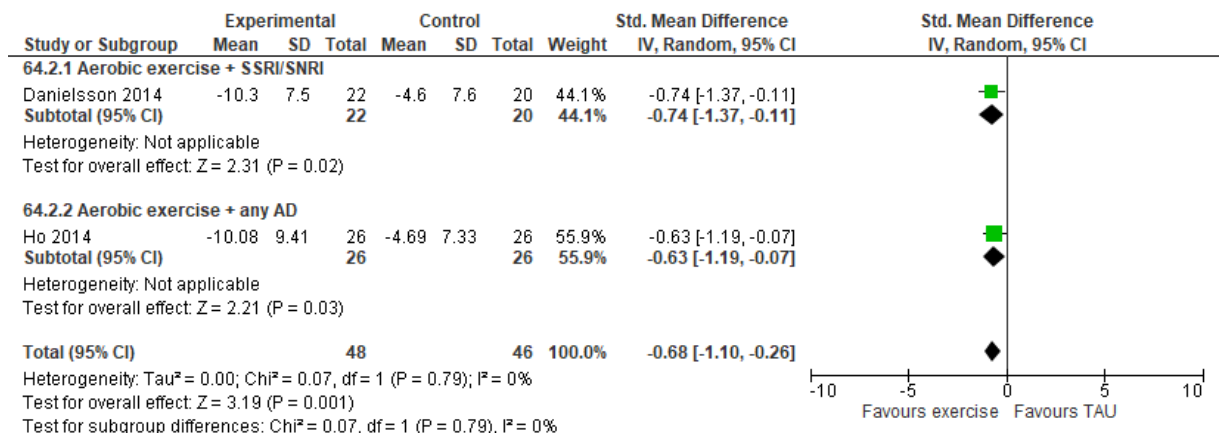 Experimental Control Std. Mean Difference Std. Mean Difference
Study or Subgroup Mean SD Total Mean SD Total Weight IV, Random, 95% CI IV, Random, 95% CI
64.2.1 Aerobic exercise + SSRI/SNRI
Danielsson 2014 -10.3 7.5 22 -4.6 7.6 20 44.1% -0.74 [-1.37, -0.11]
Subtotal (95% CI) 22 20 44.1% -0.74 [-1.37, -0.11]
Heterogeneity: Not applicable
Test for overall effect: Z = 2.31 (P = 0.02)
64.2.2 Aerobic exercise + any AD
Ho 2014 -10.08 9.41 26 -4.69 7.33 26 55.9% -0.63 [-1.19, -0.07]
Subtotal (95% CI) 26 26 55.9% -0.63 [-1.19, -0.07]
Heterogeneity: Not applicable
Test for overall effect: Z = 2.21 (P = 0.03)
Total (95% CI) 48 46 100.0% -0.68 [-1.10, -0.26]
Heterogeneity: Tau² = 0.00; Chi² = 0.07, df = 1 (P = 0.79); I² = 0%
Test for overall effect: Z = 3.19 (P = 0.001)
Test for subgroup differences: Chi² = 0.07, df = 1 (P = 0.79), I² = 0%
-10 -5 0 5 10
Favours exercise Favours TAU